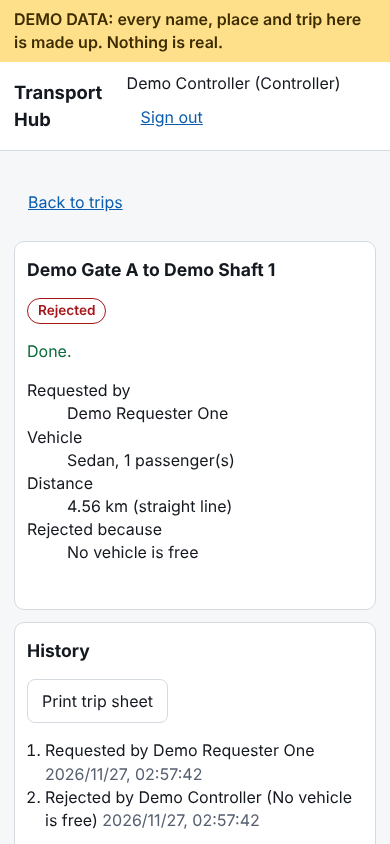 DEMO DATA: every name, place and trip here
is made up. Nothing is real.
Transport
Hub
Demo Controller (Controller)
Sign out
Back to trips
Demo Gate A to Demo Shaft 1
Rejected
Done.
Requested by
Demo Requester One
Vehicle
Sedan, 1 passenger(s)
Distance
4.56 km (straight line)
Rejected because
No vehicle is free
History
Print trip sheet
1. Requested by Demo Requester One
2026/11/27, 02:57:42
2. Rejected by Demo Controller (No vehicle
is free) 2026/11/27, 02:57:42